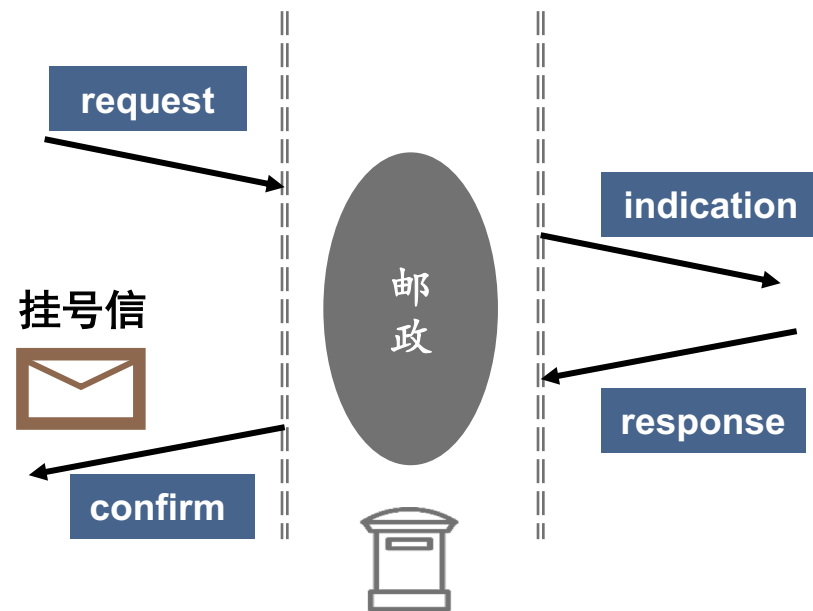 request
indication
邮
政
挂号信
response
confirm